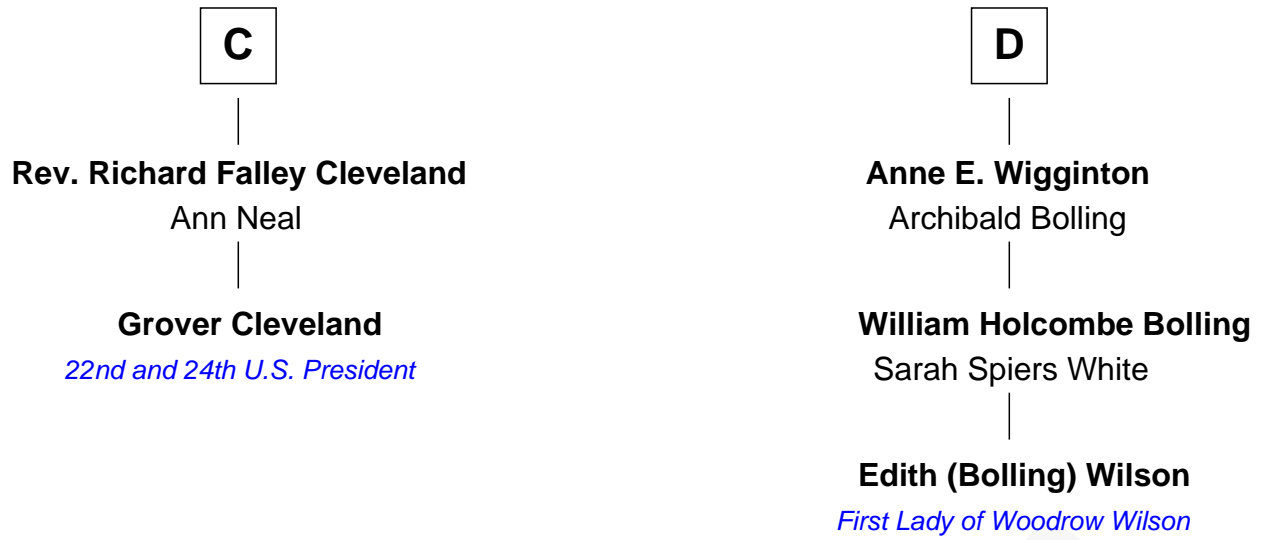 C
Rev. Richard Falley Cleveland
Ann Neal
Grover Cleveland
22nd and 24th U.S. President
D
Anne E. Wigginton
Archibald Bolling
William Holcombe Bolling
Sarah Spiers White
Edith (Bolling) Wilson
First Lady of Woodrow Wilson